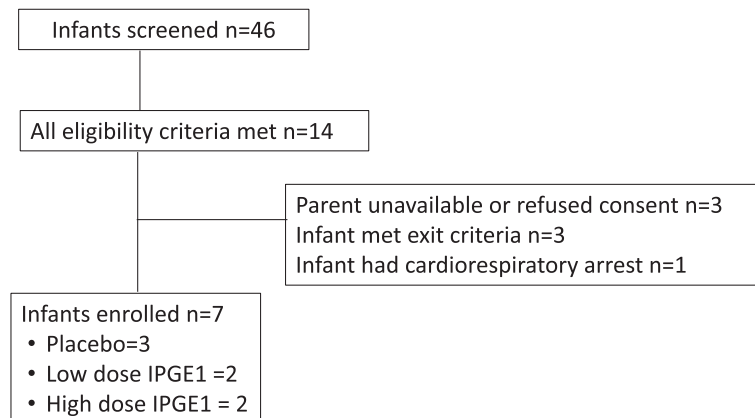 Infants screened n=46
All eligibility criteria met n=14
Parent unavailable or refused consent n=3
Infant met exit criteria n=3
Infant had cardiorespiratory arrest n=1
Infants enrolled n=7
• Placebo=3
• Low dose IPGE1 =2
• High dose IPGE1 = 2